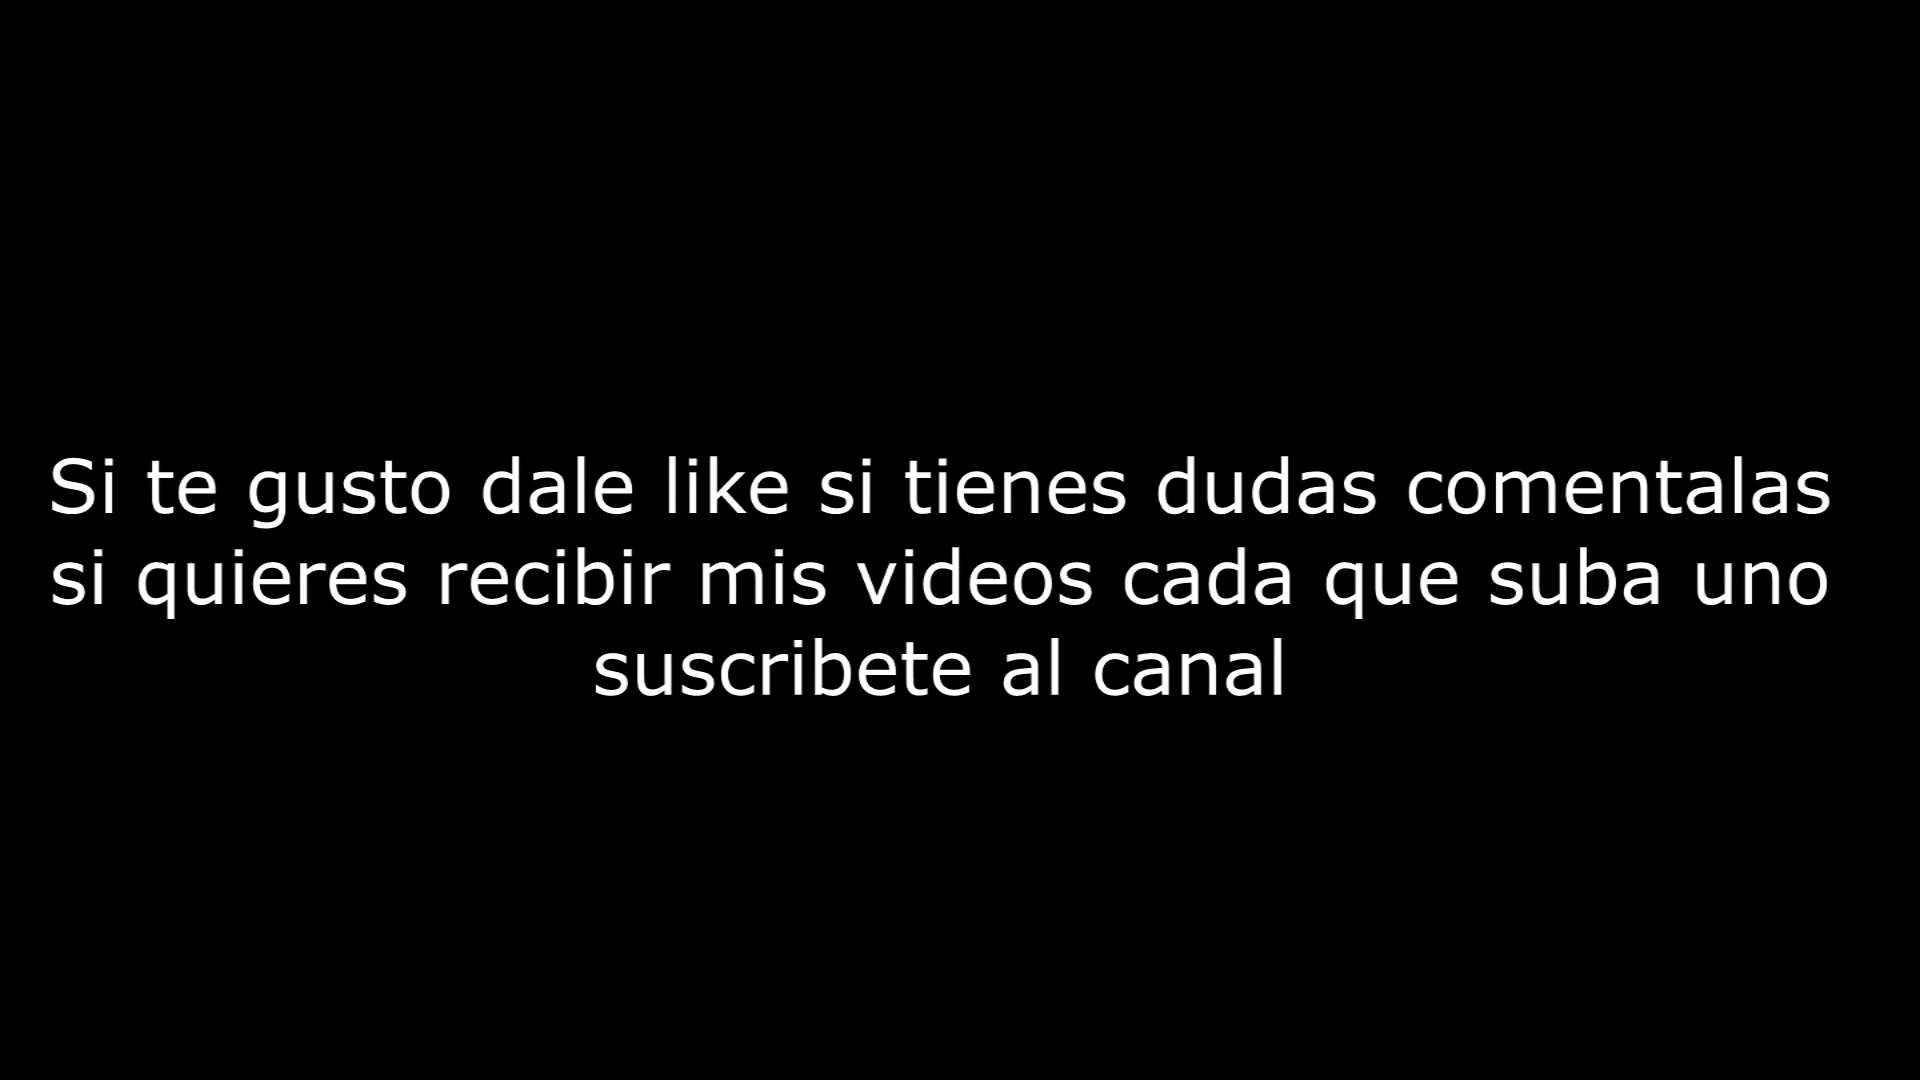 Si te gusto dale like si tienes dudas comentalas
si quieres recibir mis videos cada que suba uno
suscribete al canal